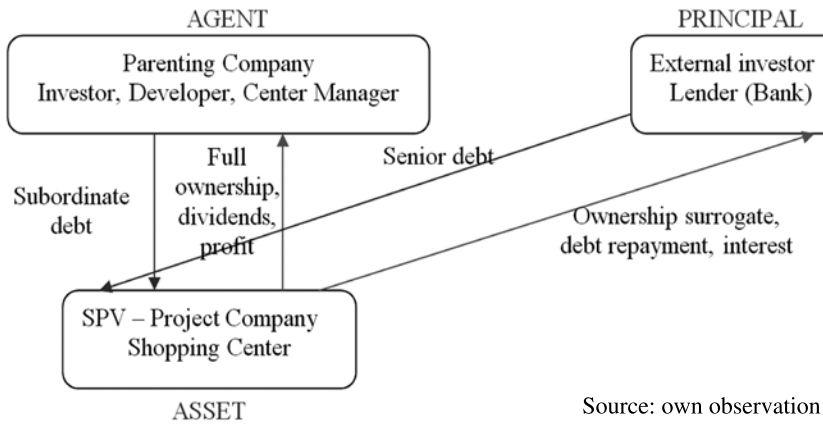 AGENT
PRINCIPAL
Parenting Company
Investor, Developer, Center Manager
External investor
Lender (Bank)
Subordinate
debt
Full
ownership,
dividends,
profit
Senior debt
Ownership surrogate,
debt repayment, interest
SPV – Project Company
Shopping Center
ASSET
Source: own observation